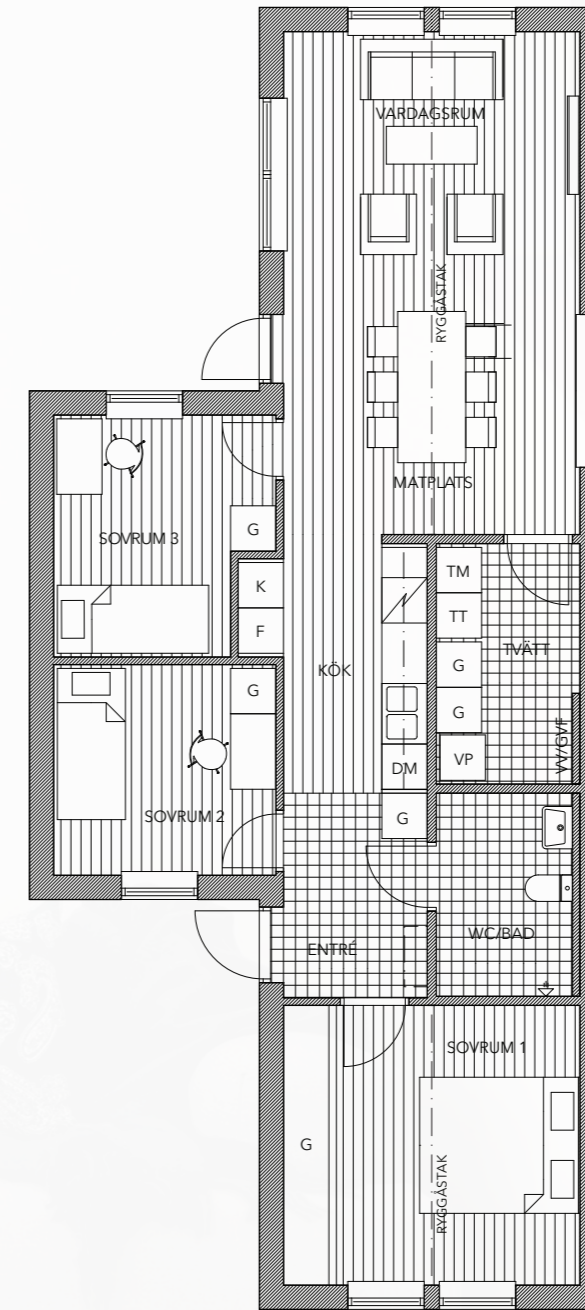 VARDAGSRUM
RYGGÅSTAK
MATPLATS
SOVRUM 3
G
K
F
KÖK
TM
TT
G
G
VP
TVÄTT
VV/GVF
G
SOVRUM 2
DM
G
ENTRÉ
WC/BAD
SOVRUM 1
G
RYGGÅSTAK